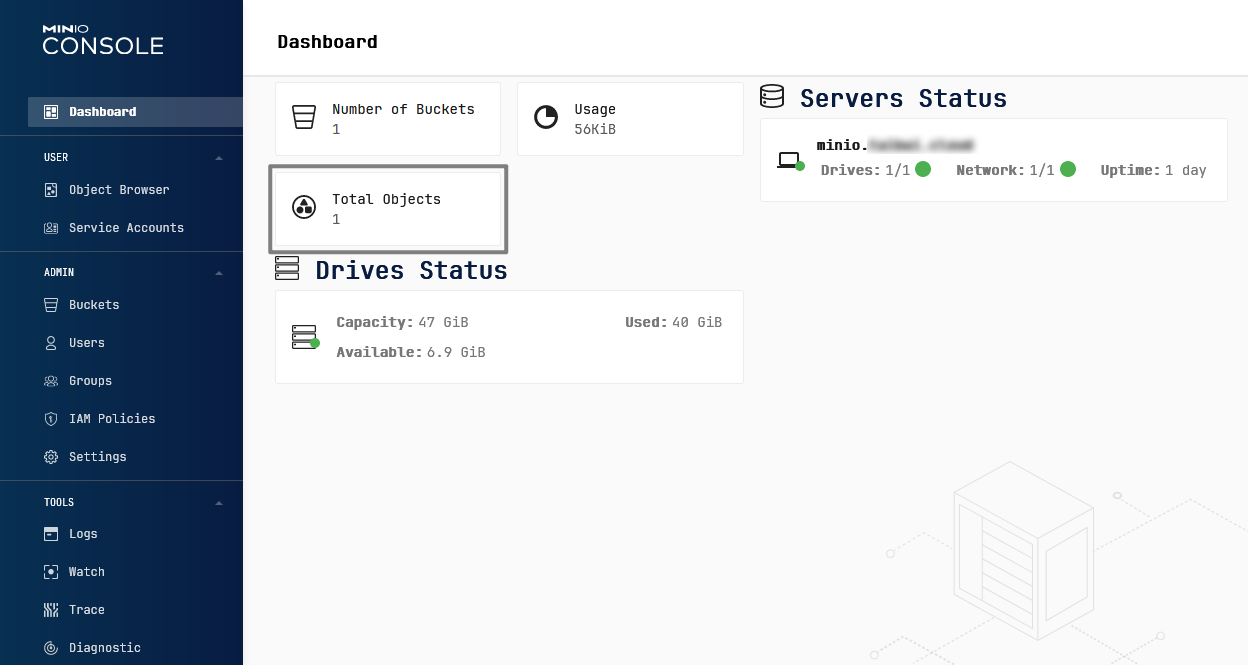 MINIO
CONSOLE
Dashboard
USER
Object Browser
Service Accounts
ADMIN
Buckets
Users
Groups
IAM Policies
Settings
TOOLS
Logs
Watch
Trace
Diagnostic
Dashboard
Number of Buckets
1
Usage
56KiB
Total Objects
1
Drives Status
Capacity: 47 GiB Used: 40 GiB
Available: 6.9 GiB
Servers Status
minio.
Drives: 1/1 Network: 1/1 Uptime: 1 day